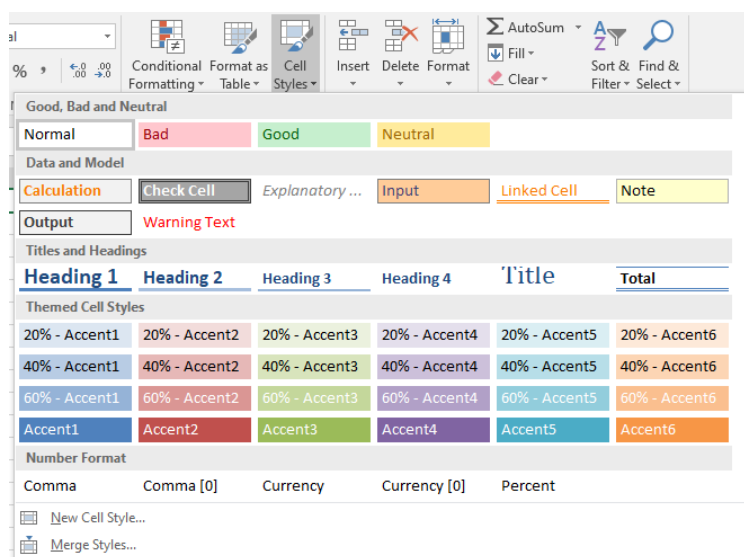 al
AutoSum
Fill
Clear
% , .00 .00
Conditional Formatting
Format as Table
Cell Styles
Insert Delete Format
Sort & Filter
Find & Select
Good, Bad and Neutral
Normal Bad Good Neutral
Data and Model
Calculation Check Cell Explanatory ... Input Linked Cell Note
Output Warning Text
Titles and Headings
Heading 1 Heading 2 Heading 3 Heading 4 Title Total
Themed Cell Styles
20% - Accent1 20% - Accent2 20% - Accent3 20% - Accent4 20% - Accent5 20% - Accent6
40% - Accent1 40% - Accent2 40% - Accent3 40% - Accent4 40% - Accent5 40% - Accent6
60% - Accent1 60% - Accent2 60% - Accent3 60% - Accent4 60% - Accent5 60% - Accent6
Accent1 Accent2 Accent3 Accent4 Accent5 Accent6
Number Format
Comma Comma [0] Currency Currency [0] Percent
New Cell Style...
Merge Styles...